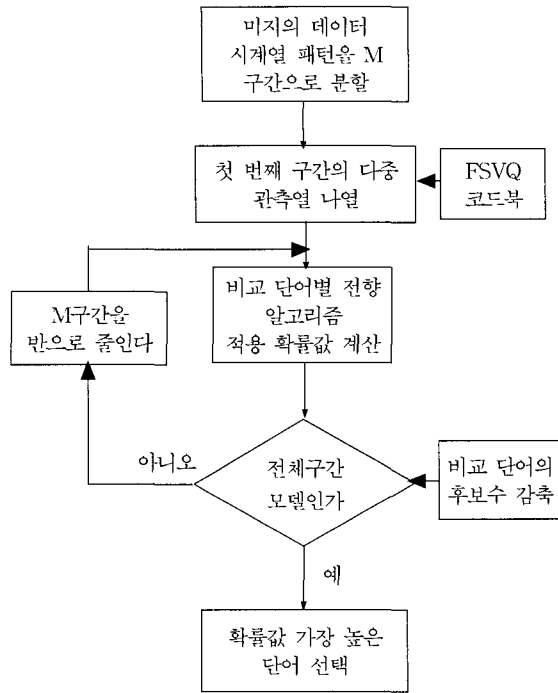 미지의 데이터
시계열 패턴을 M
구간으로 분할
첫 번째 구간의 다중
관측열 나열
FSVQ
코드북
M구간을
반으로 줄인다
비교 단어별 전향
알고리즘
적용 확률값 계산
아니오
전체구간
모델인가
비교 단어의
후보수 감축
예
확률값 가장 높은
단어 선택